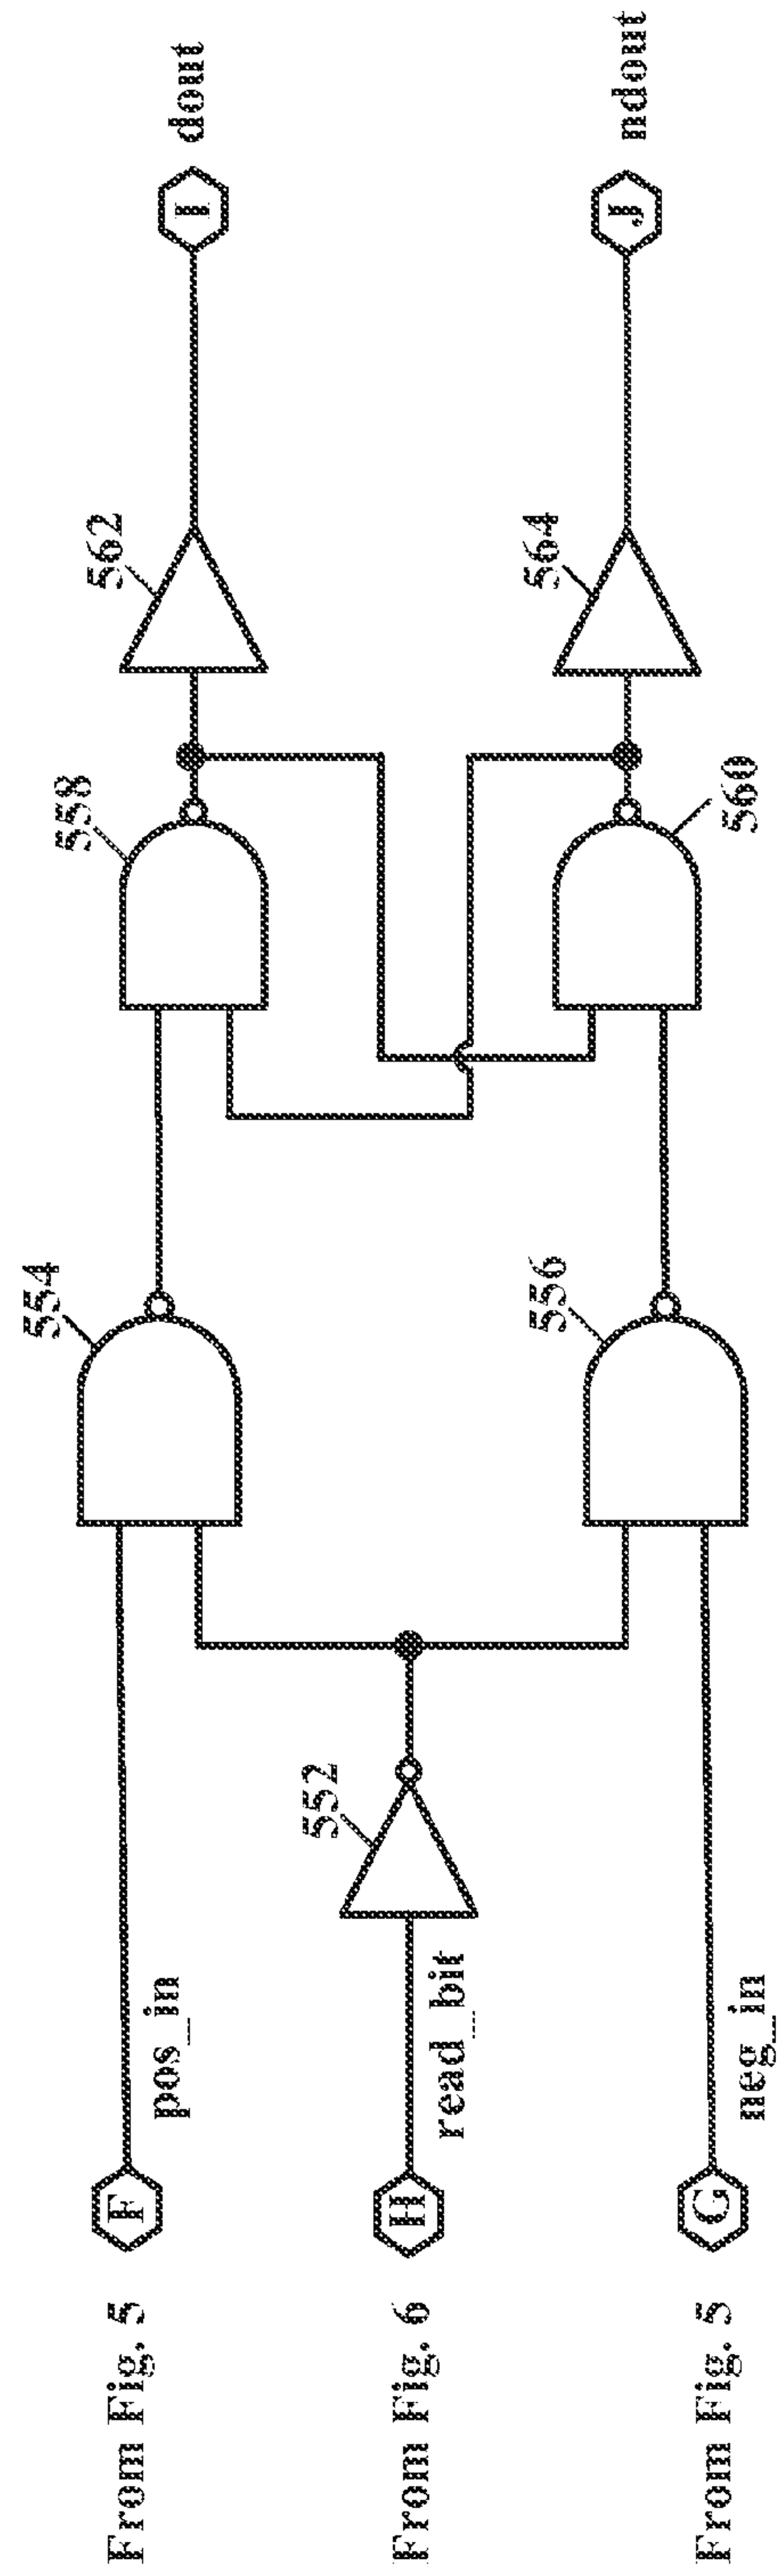 From Fig. 5
F
pos_in
554
558
562
I
dout
From Fig. 6
H
read_bit
552
From Fig. 5
G
neg_in
556
560
564
J
ndout